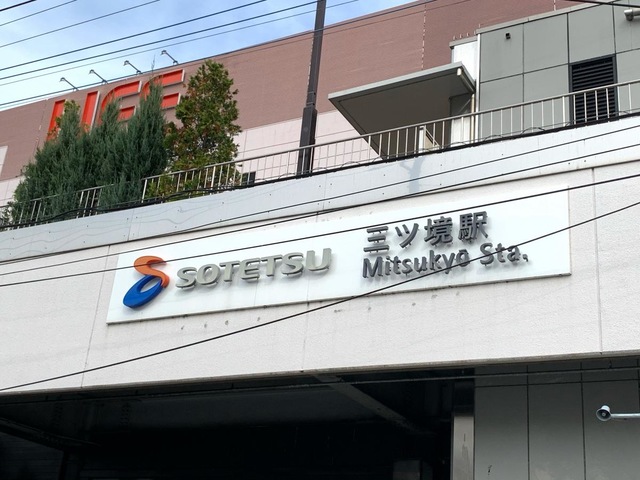 SOTETSU
三ツ境駅
Mitsukyo Sta.